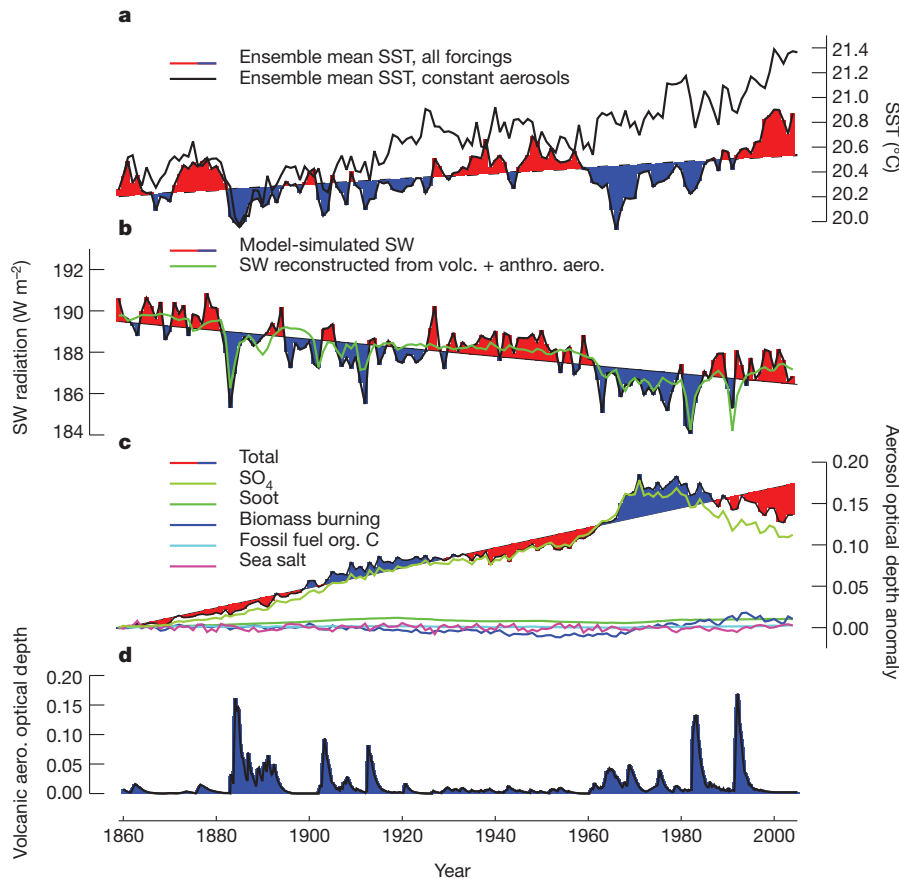 a
Ensemble mean SST, all forcings
Ensemble mean SST, constant aerosols
21.4
21.2
21.0
20.8
20.6
20.4
20.2
20.0
SST (°C)
b
Model-simulated SW
SW reconstructed from volc. + anthro. aero.
192
190
188
186
184
SW radiation (W m⁻²)
c
Total
SO₄
Soot
Biomass burning
Fossil fuel org. C
Sea salt
0.20
0.15
0.10
0.05
0.00
Aerosol optical depth anomaly
d
0.20
0.15
0.10
0.05
0.00
Volcanic aero. optical depth
1860 1880 1900 1920 1940 1960 1980 2000
Year